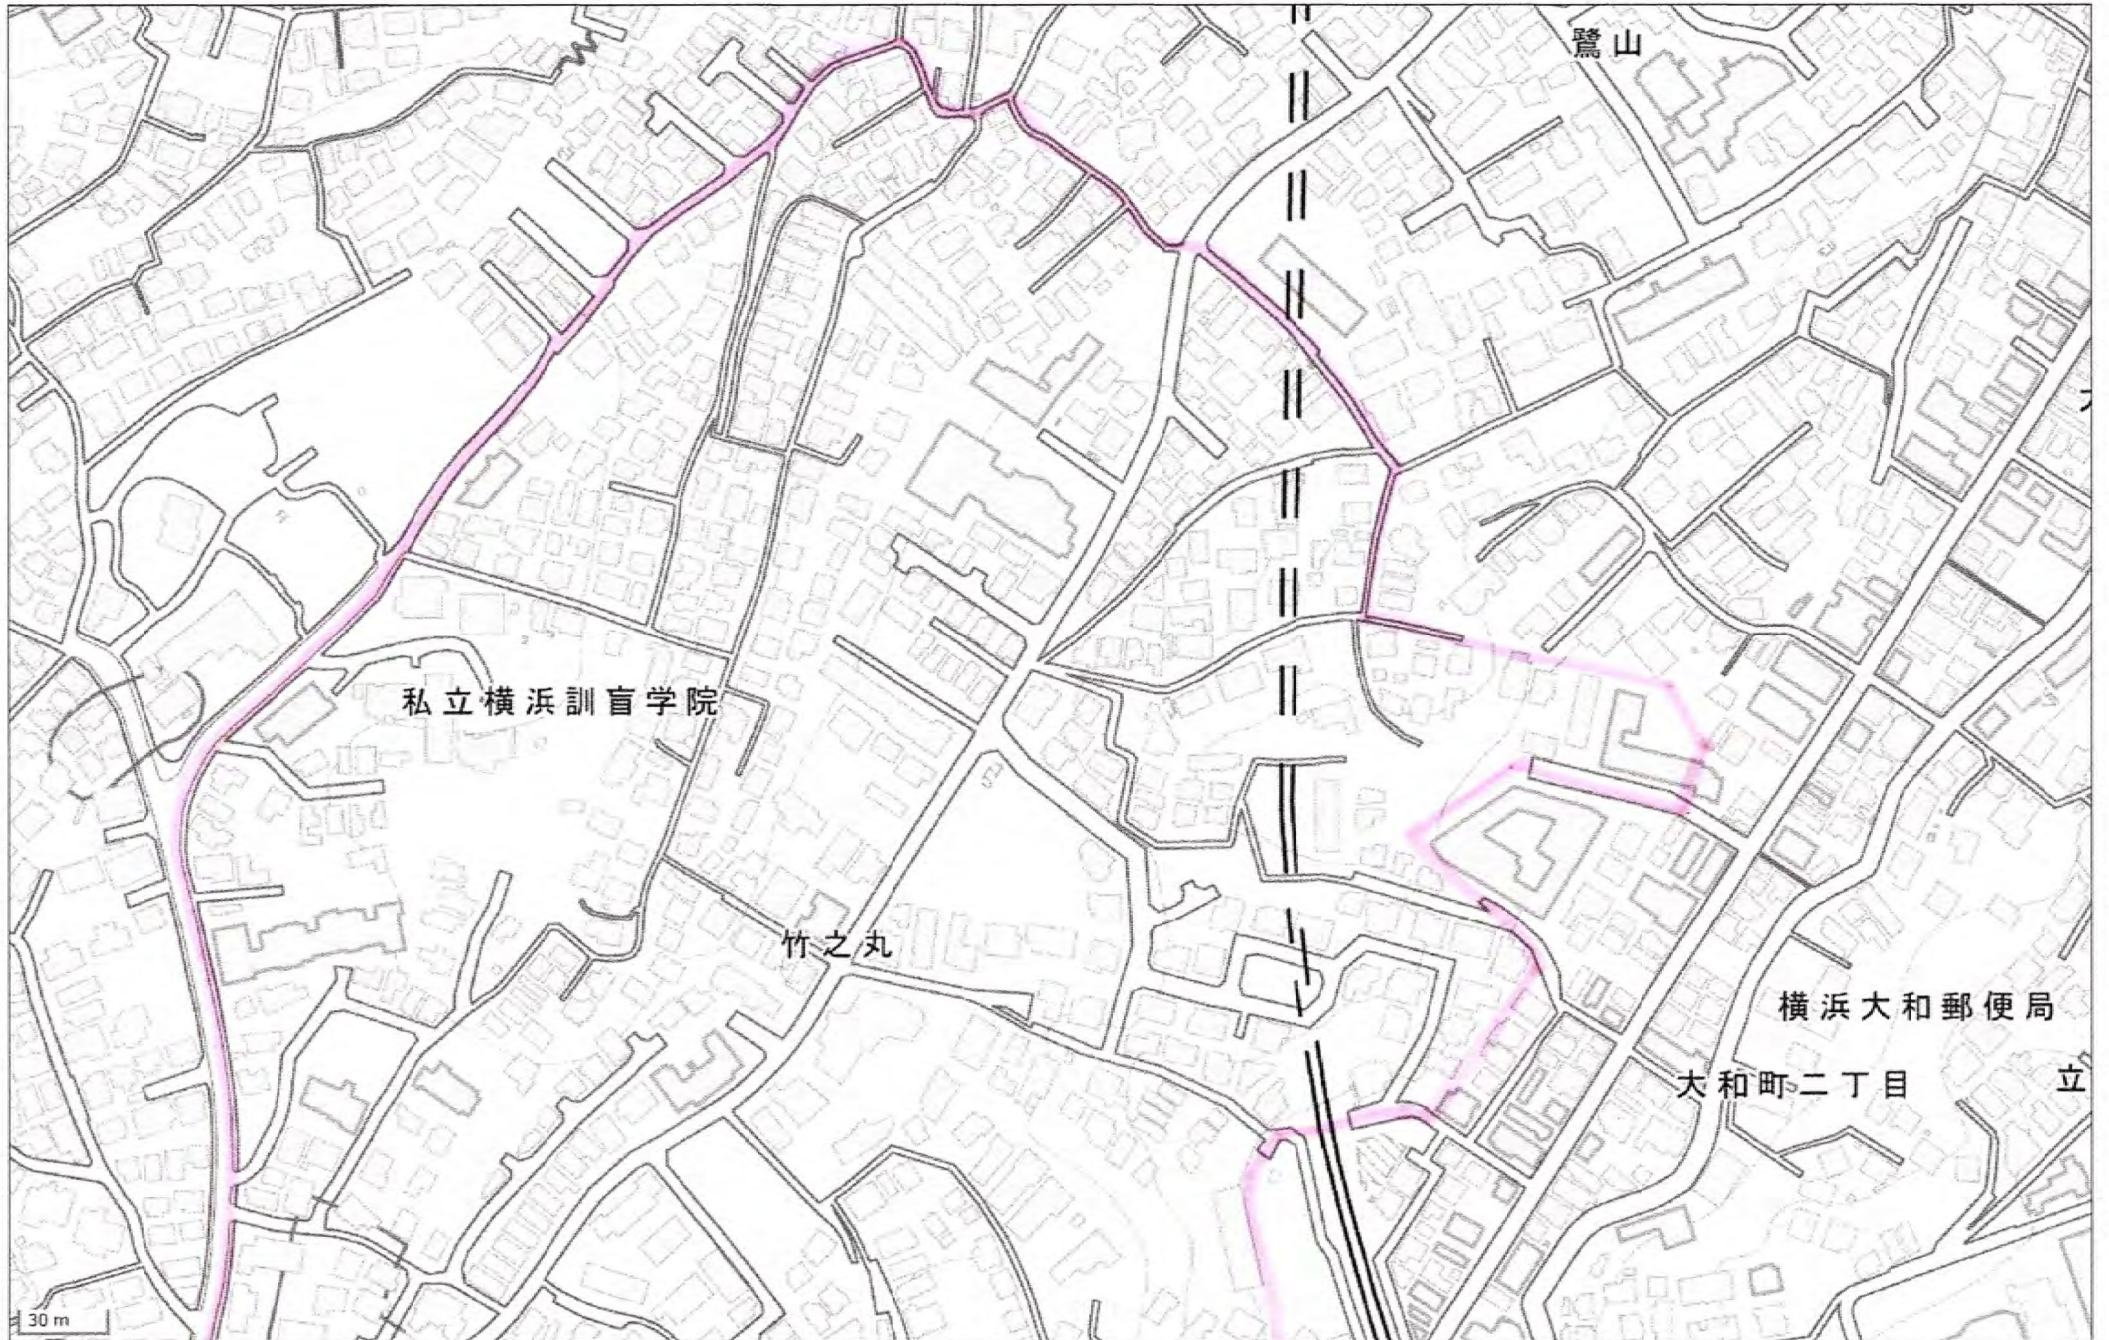 鷺山
私立横浜訓盲学院
竹之丸
横浜大和郵便局
大和町二丁目
立
30 m